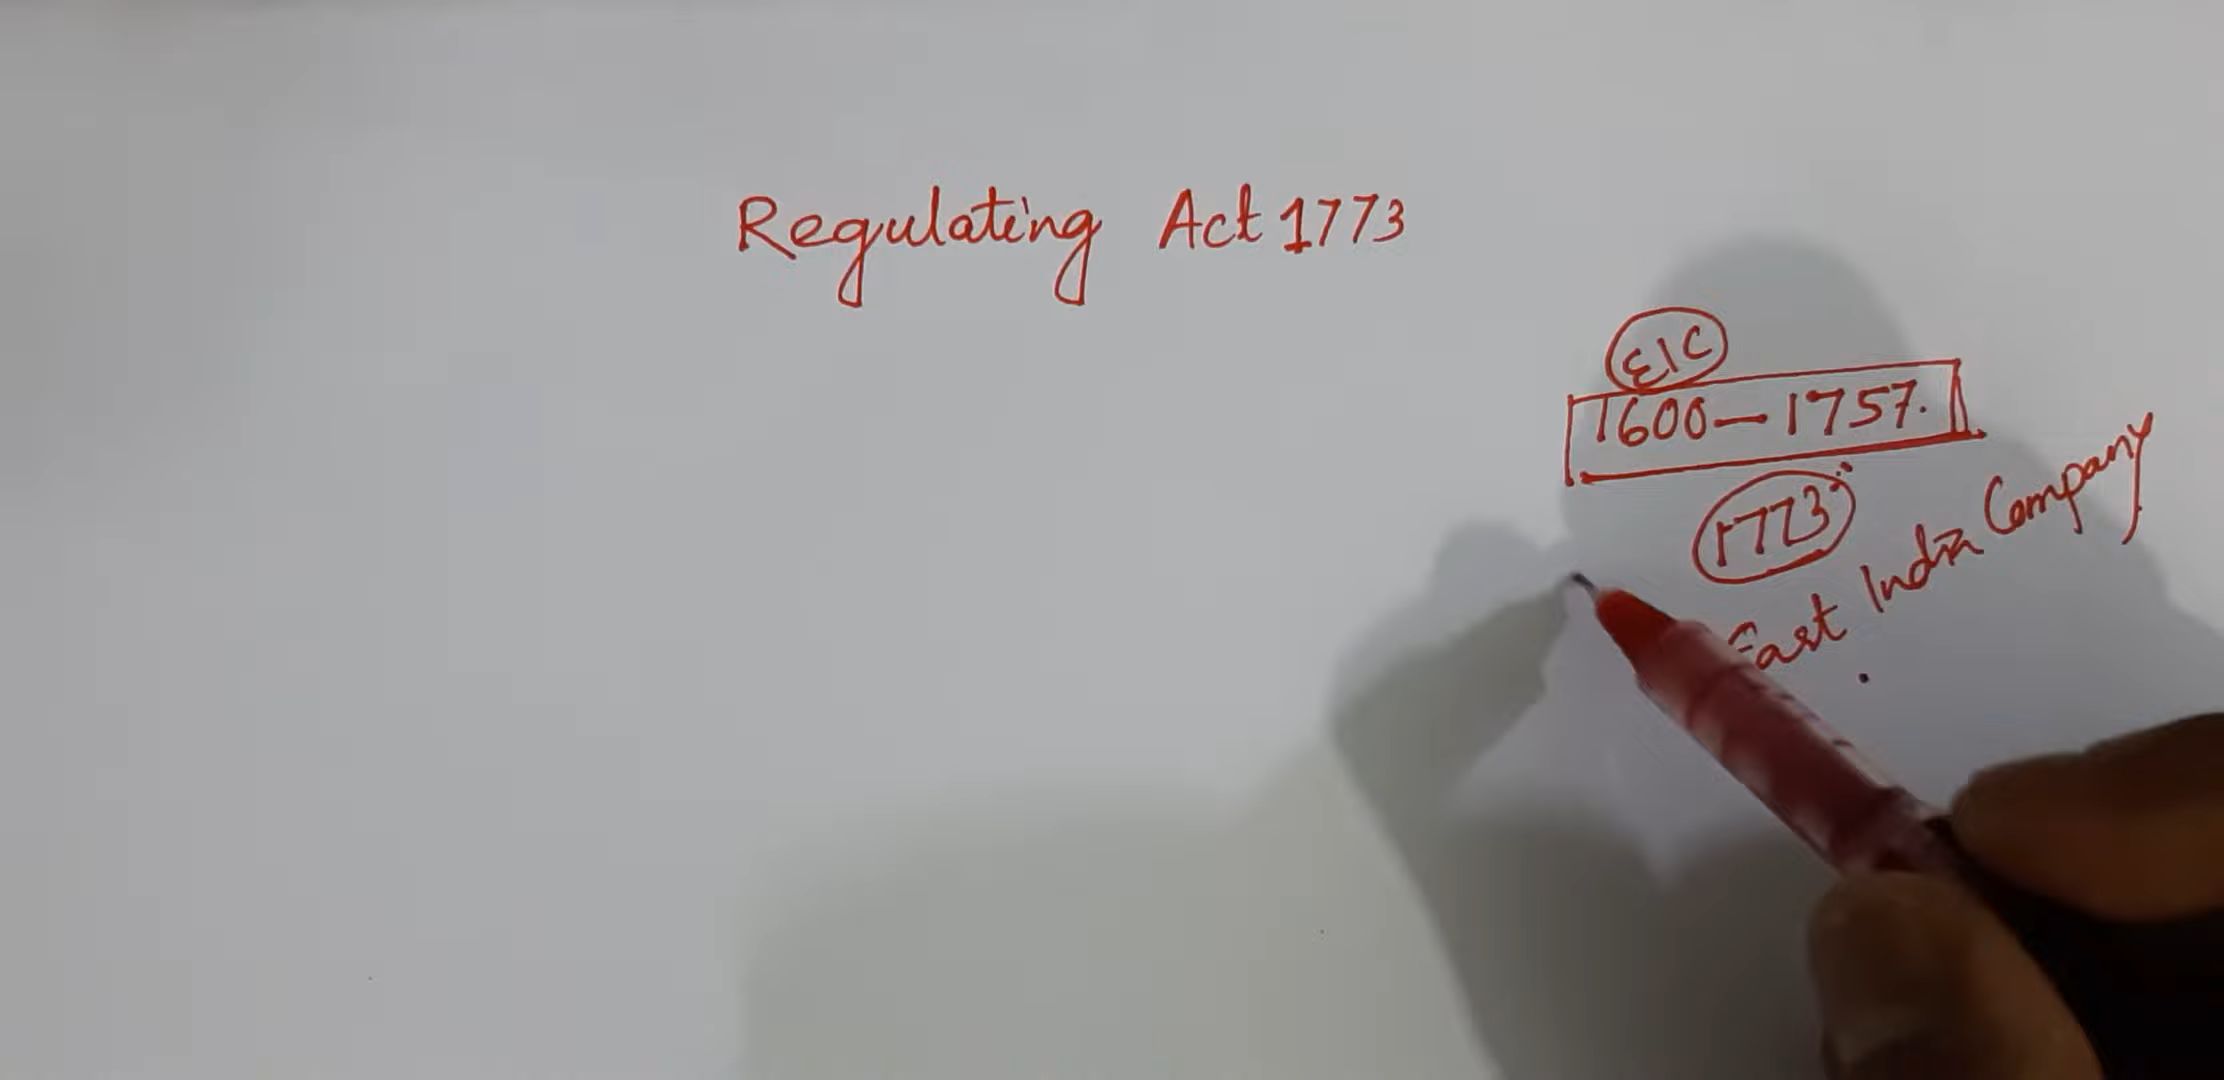 Regulating Act 1773
EIC
1600-1757.
1773
East India Company